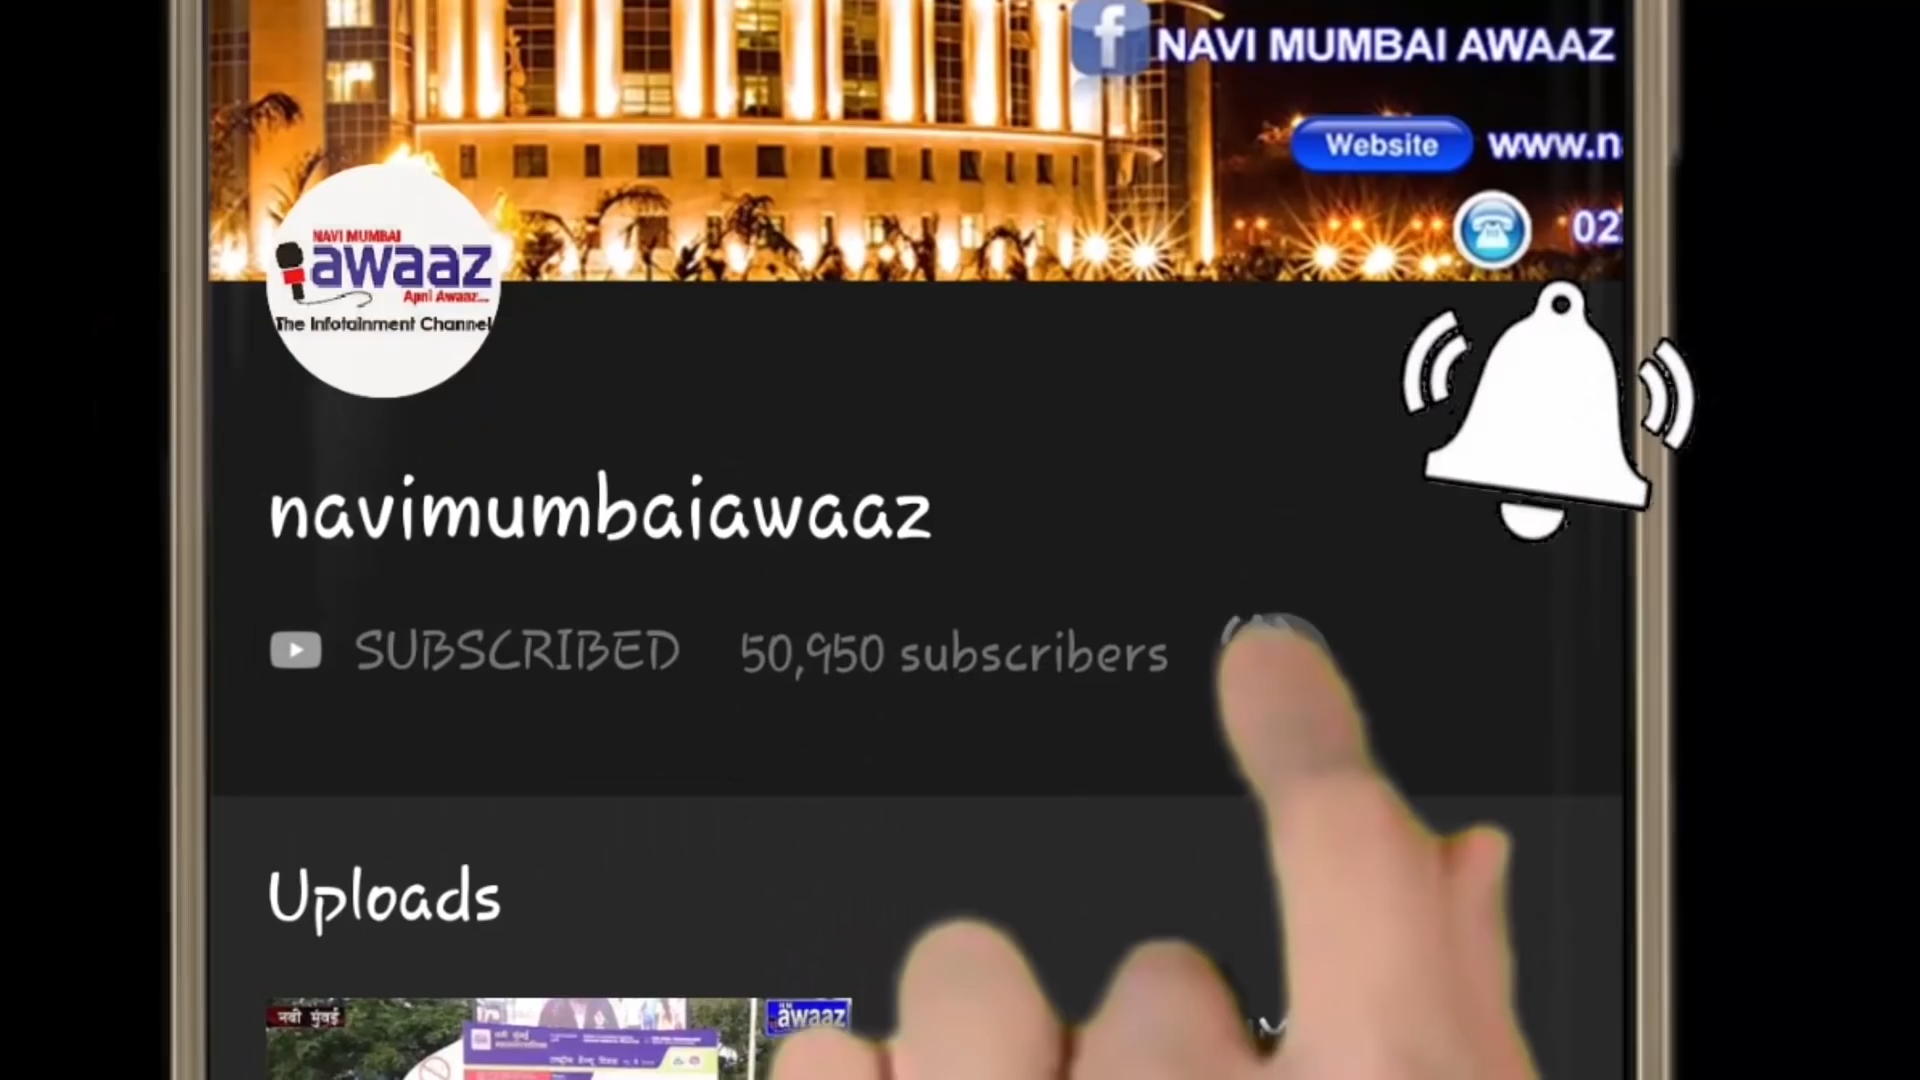 NAVI MUMBAI AWAAZ
Website www.n
02
NAVI MUMBAI
awaaz
Apni Awaaz....
The Infotainment Channel
navimumbaiawaaz
SUBSCRIBED 50,950 subscribers
Uploads
नवी मुंबई
awaaz